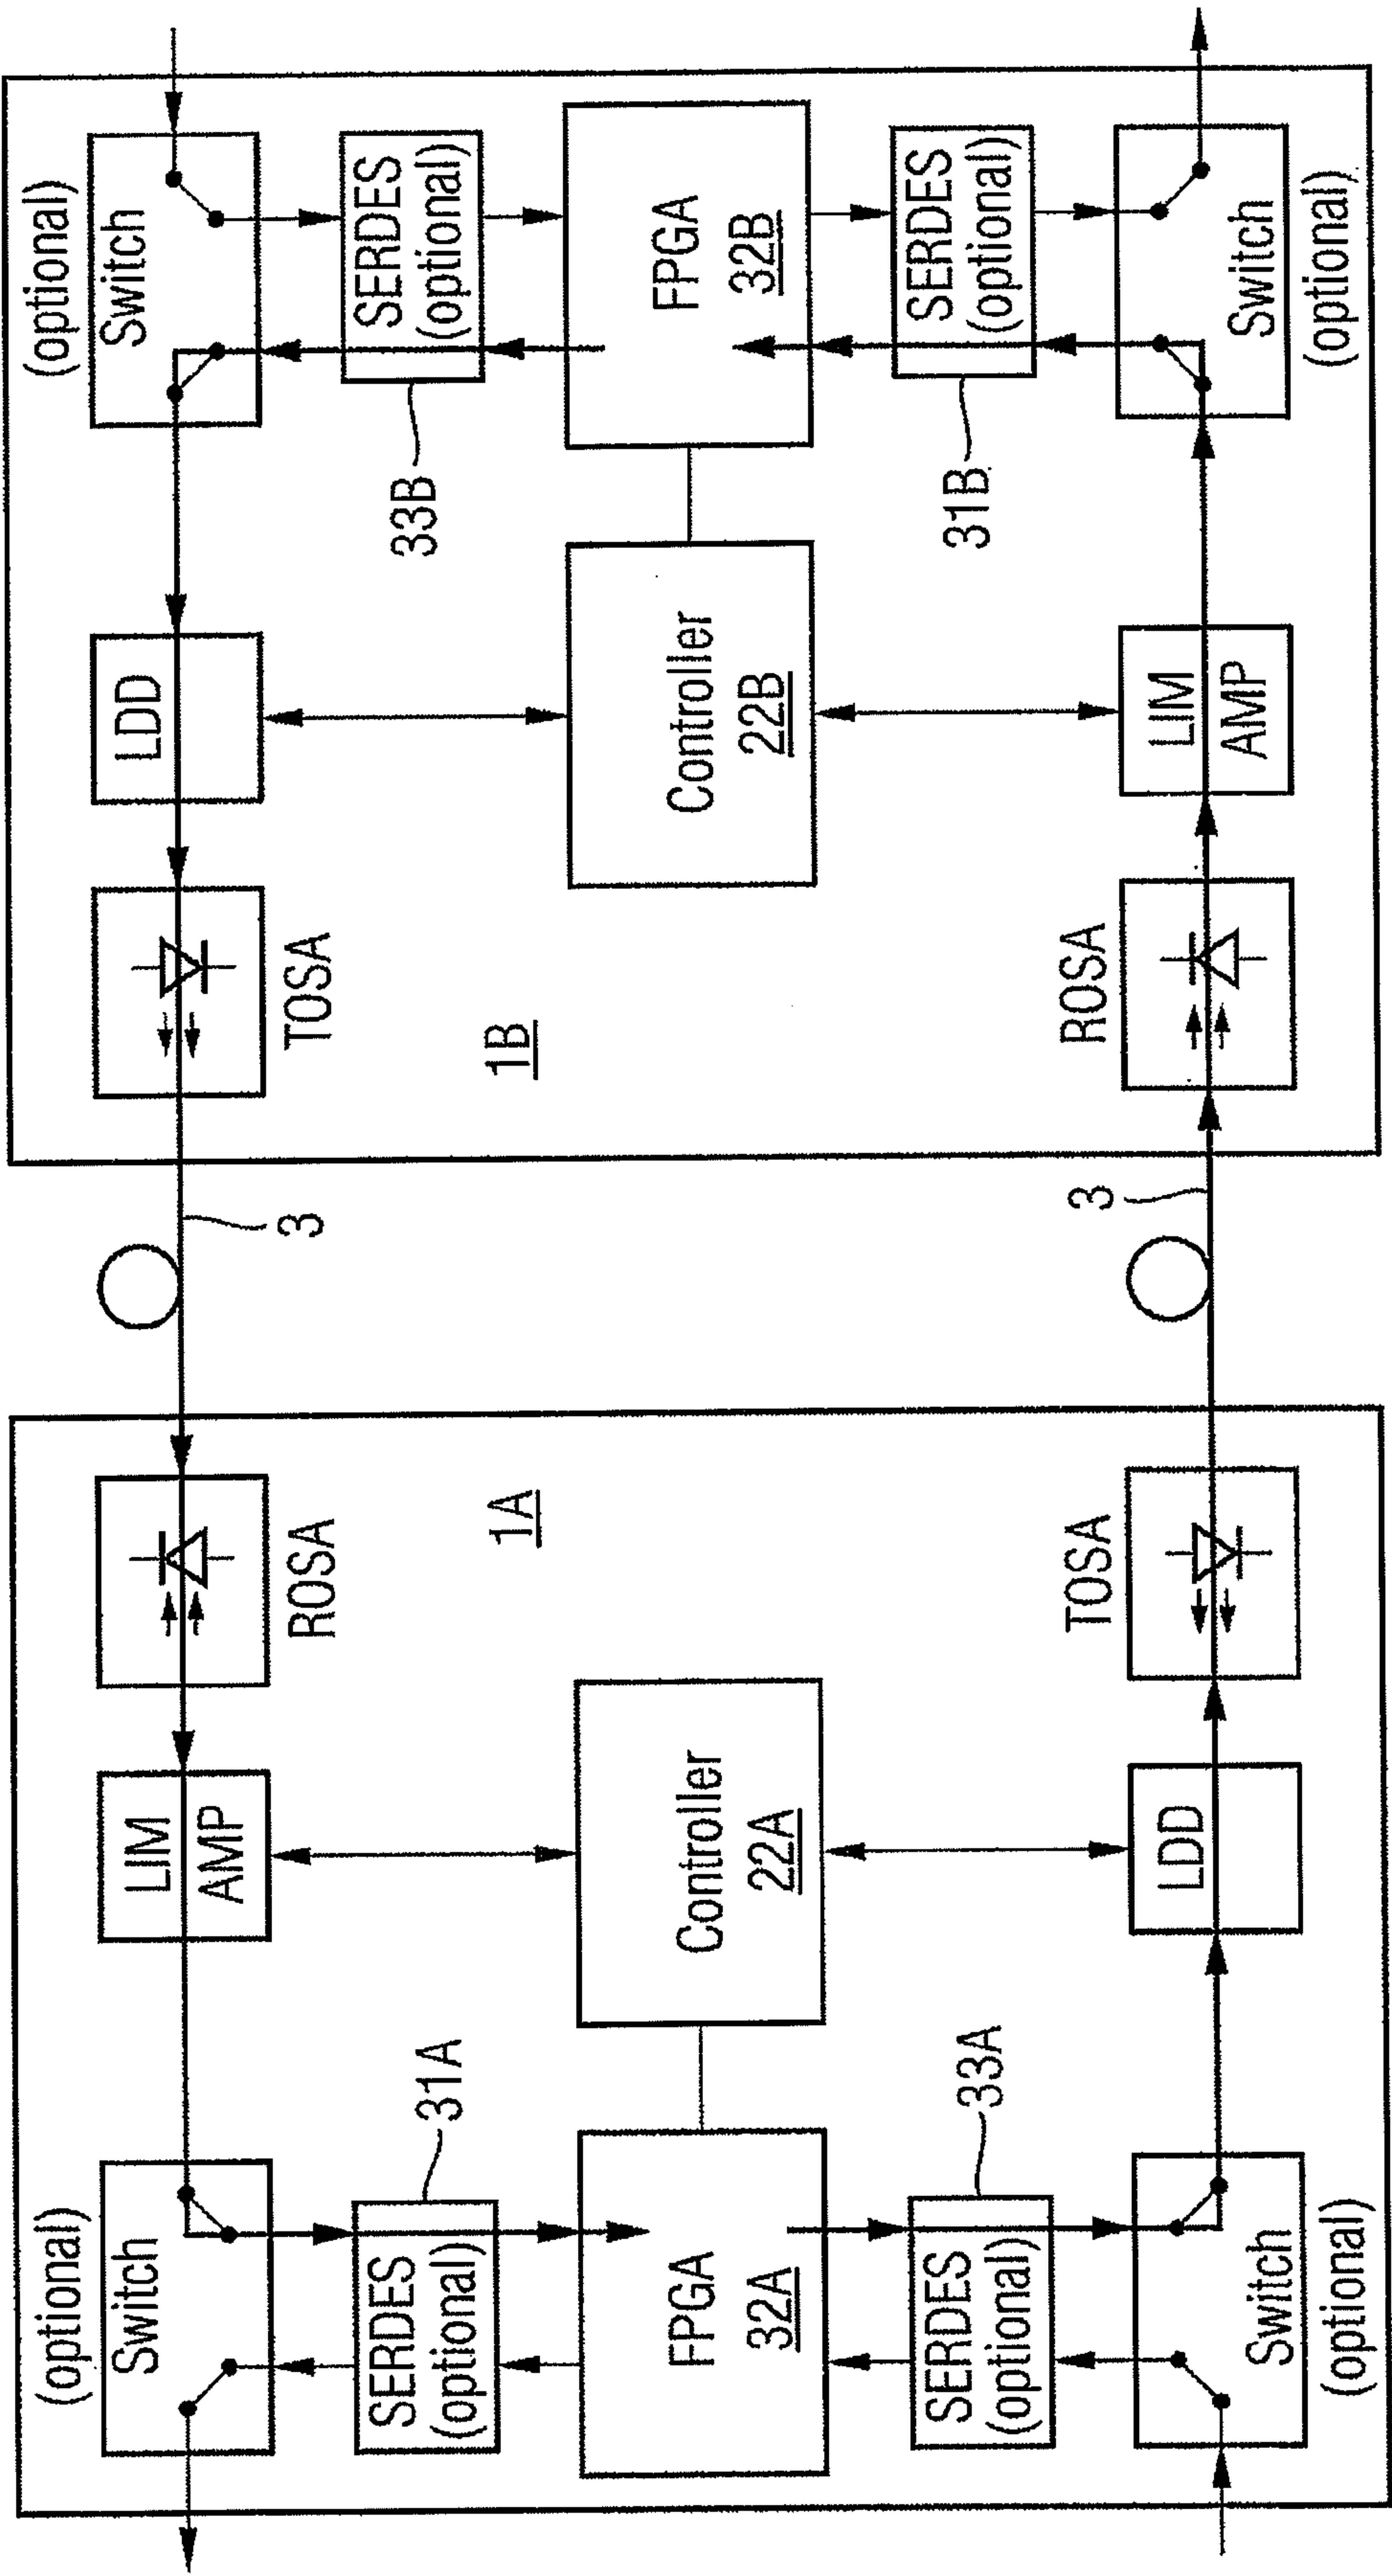 (optional)
Switch
SERDES
(optional)
31A
FPGA
32A
SERDES
(optional)
33A
Switch
(optional)
LIM
AMP
Controller
22A
LDD
ROSA
1A
TOSA
3
3
TOSA
1B
ROSA
LDD
Controller
22B
LIM
AMP
(optional)
Switch
SERDES
(optional)
33B
FPGA
32B
SERDES
(optional)
31B
Switch
(optional)